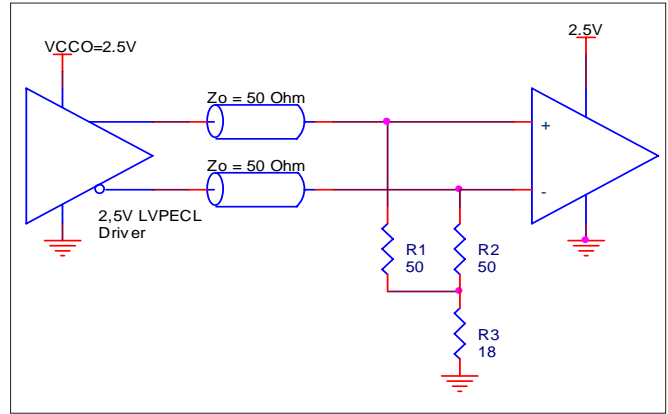 VCCO=2.5V
2.5V
Zo = 50 Ohm
+
Zo = 50 Ohm
-
2,5V LVPECL
Driver
R1
50
R2
50
R3
18